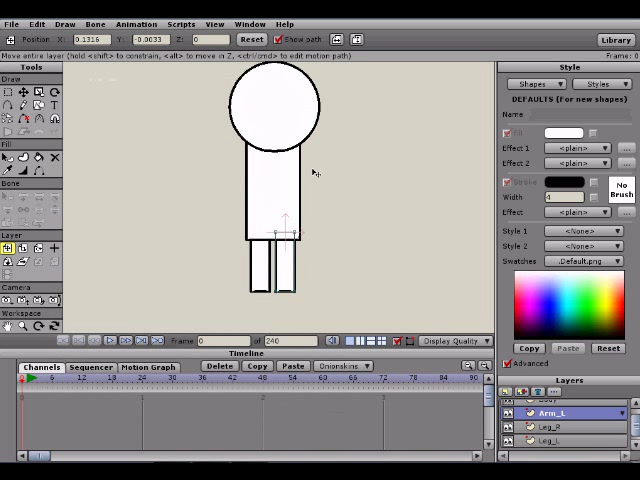 File Edit Draw Bone Animation Scripts View Window Help
Position X: 0.1316 Y: -0.0033 Z: 0 Reset Show path Library
Move entire layer (hold <shift> to constrain, <alt> to move in Z, <ctrl/cmd> to edit motion path) Frame: 0
Tools
Draw
Fill
Bone
Layer
Camera
Workspace
Style
Shapes Styles
DEFAULTS (For new shapes)
Name
Fill
Effect 1 <plain> ...
Effect 2 <plain> ...
Stroke
No Brush
Width 4
Effect <plain> ...
Style 1 <None>
Style 2 <None>
Swatches .Default.png
Copy Paste Reset
Advanced
Frame 0 of 240 Display Quality
Timeline
Channels Sequencer Motion Graph Delete Copy Paste Onionskins
0 6 12 18 24 30 36 42 48 54 60 66 72 78 84 90
0 1 2 3
Layers
Body
Arm_L
Leg_R
Leg_L